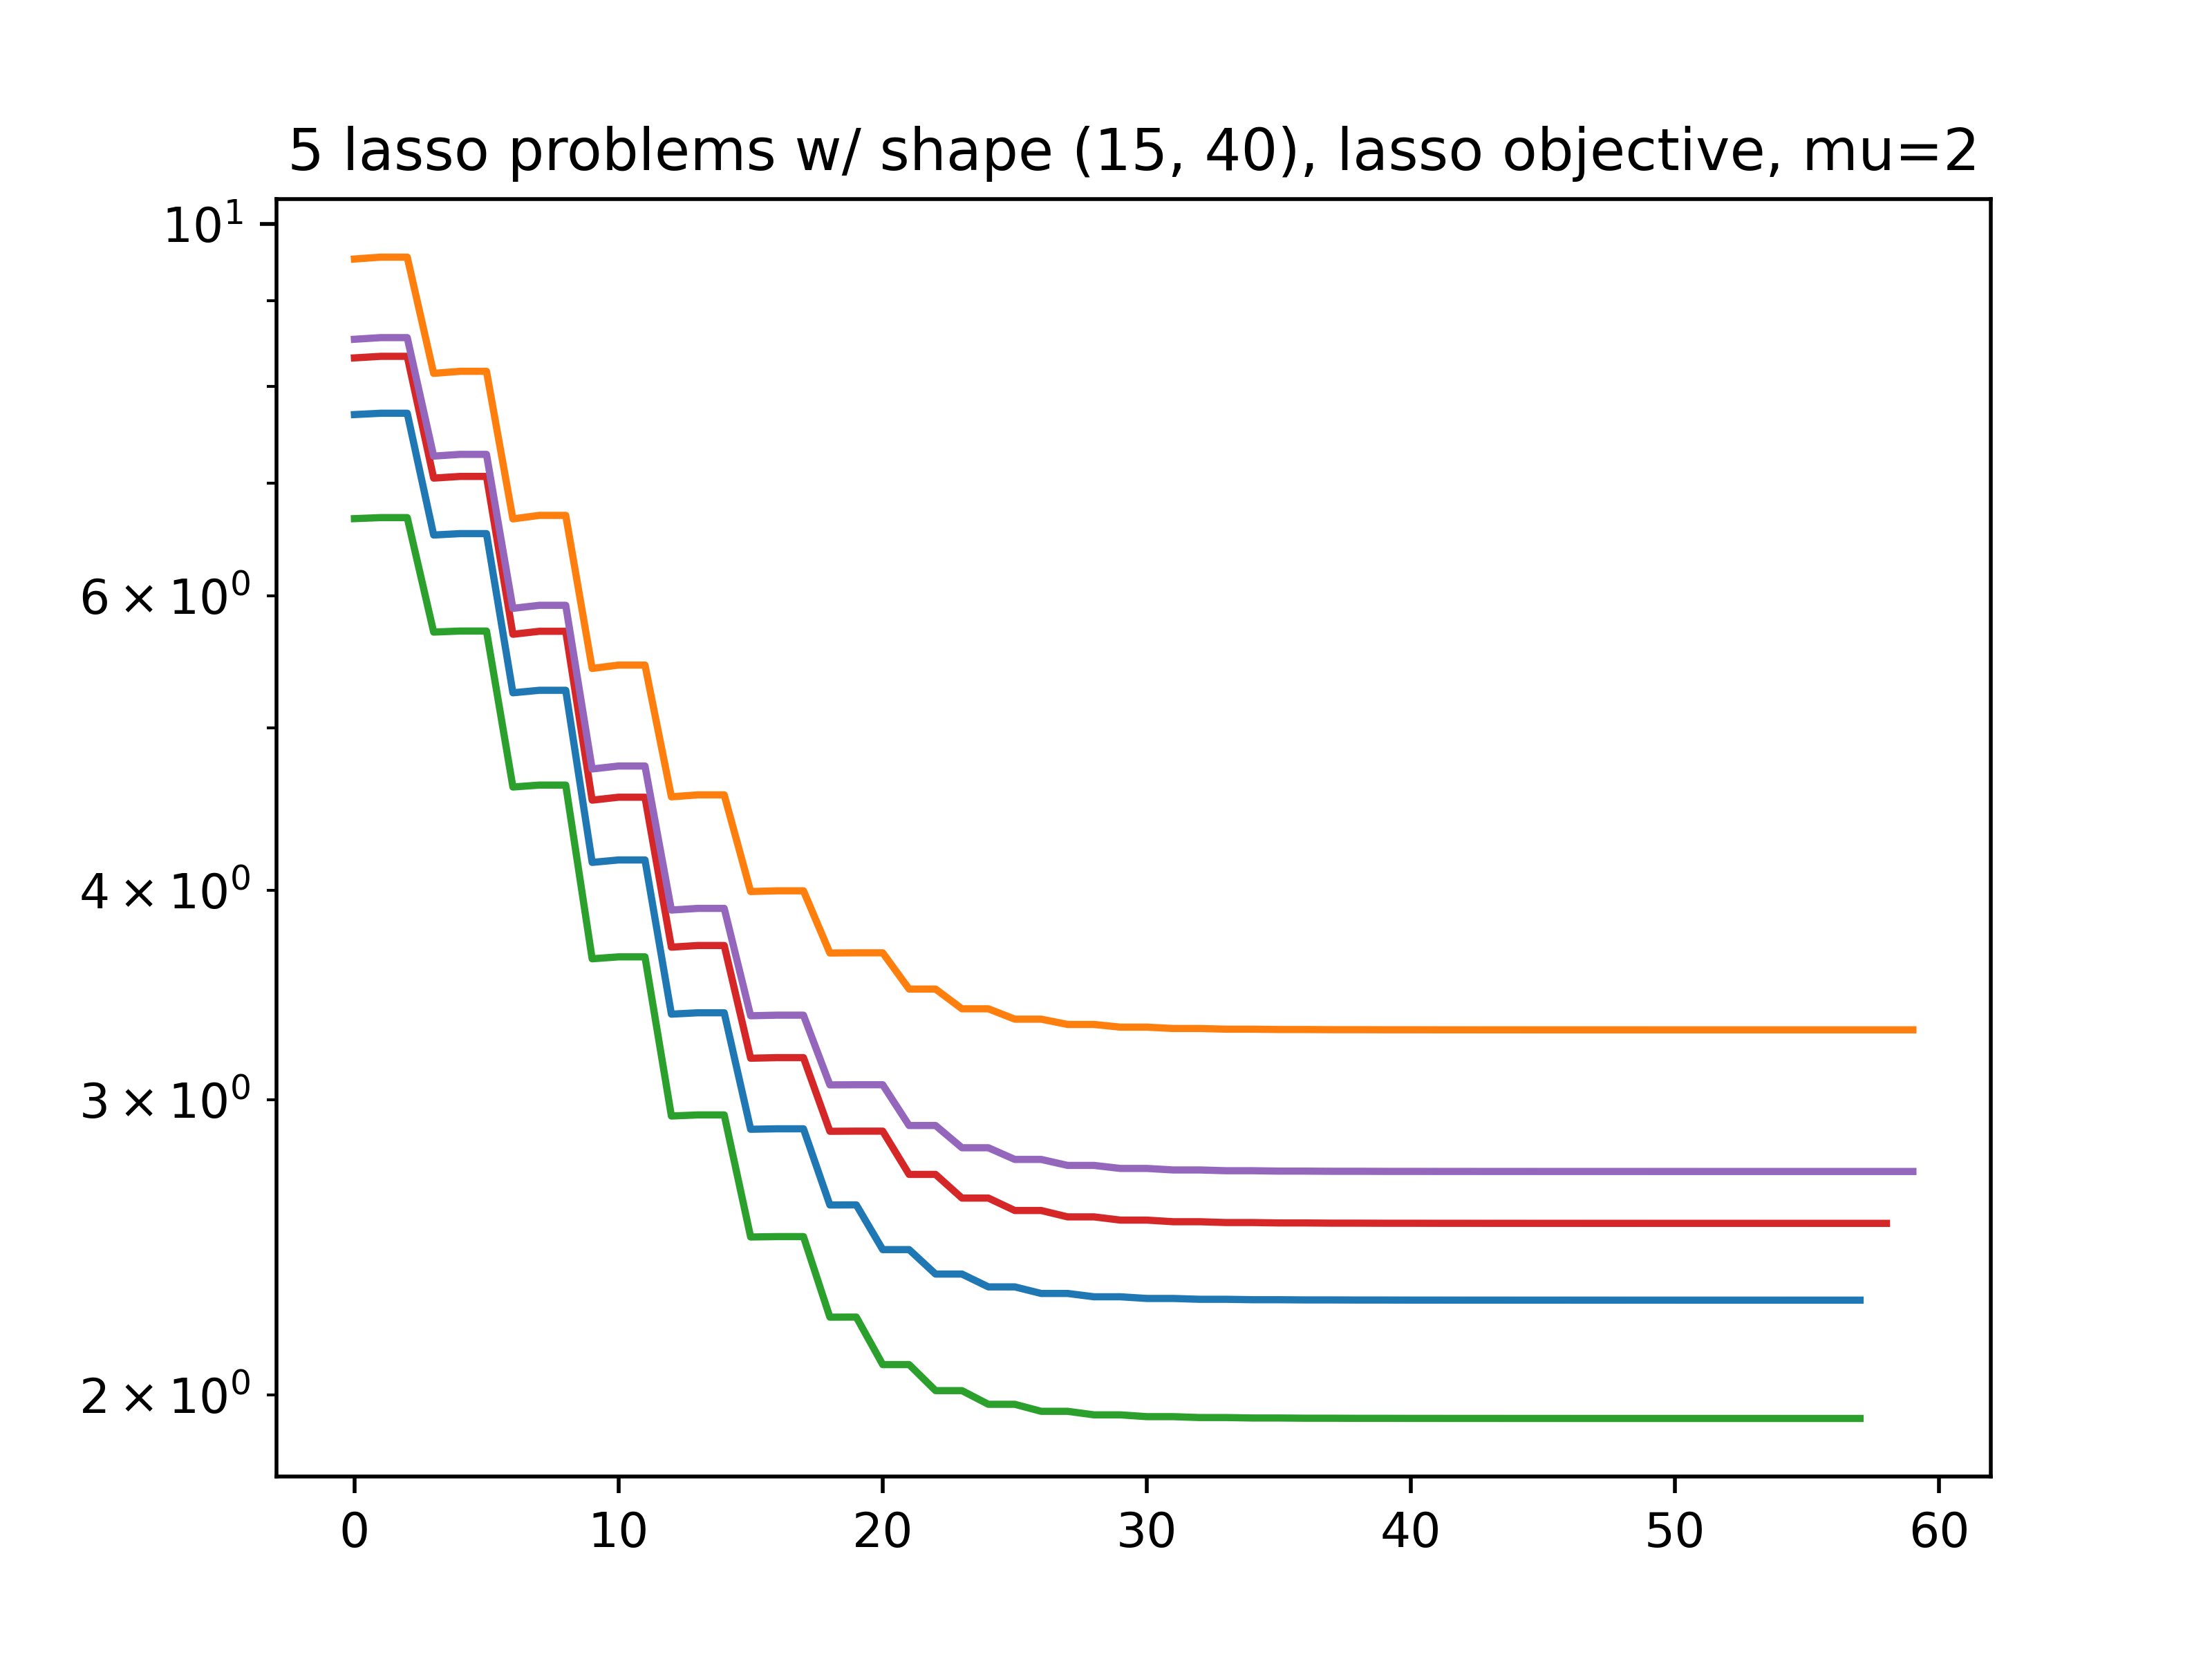 5 lasso problems w/ shape (15, 40), lasso objective, mu=2
10¹
6 × 10⁰
4 × 10⁰
3 × 10⁰
2 × 10⁰
0 10 20 30 40 50 60